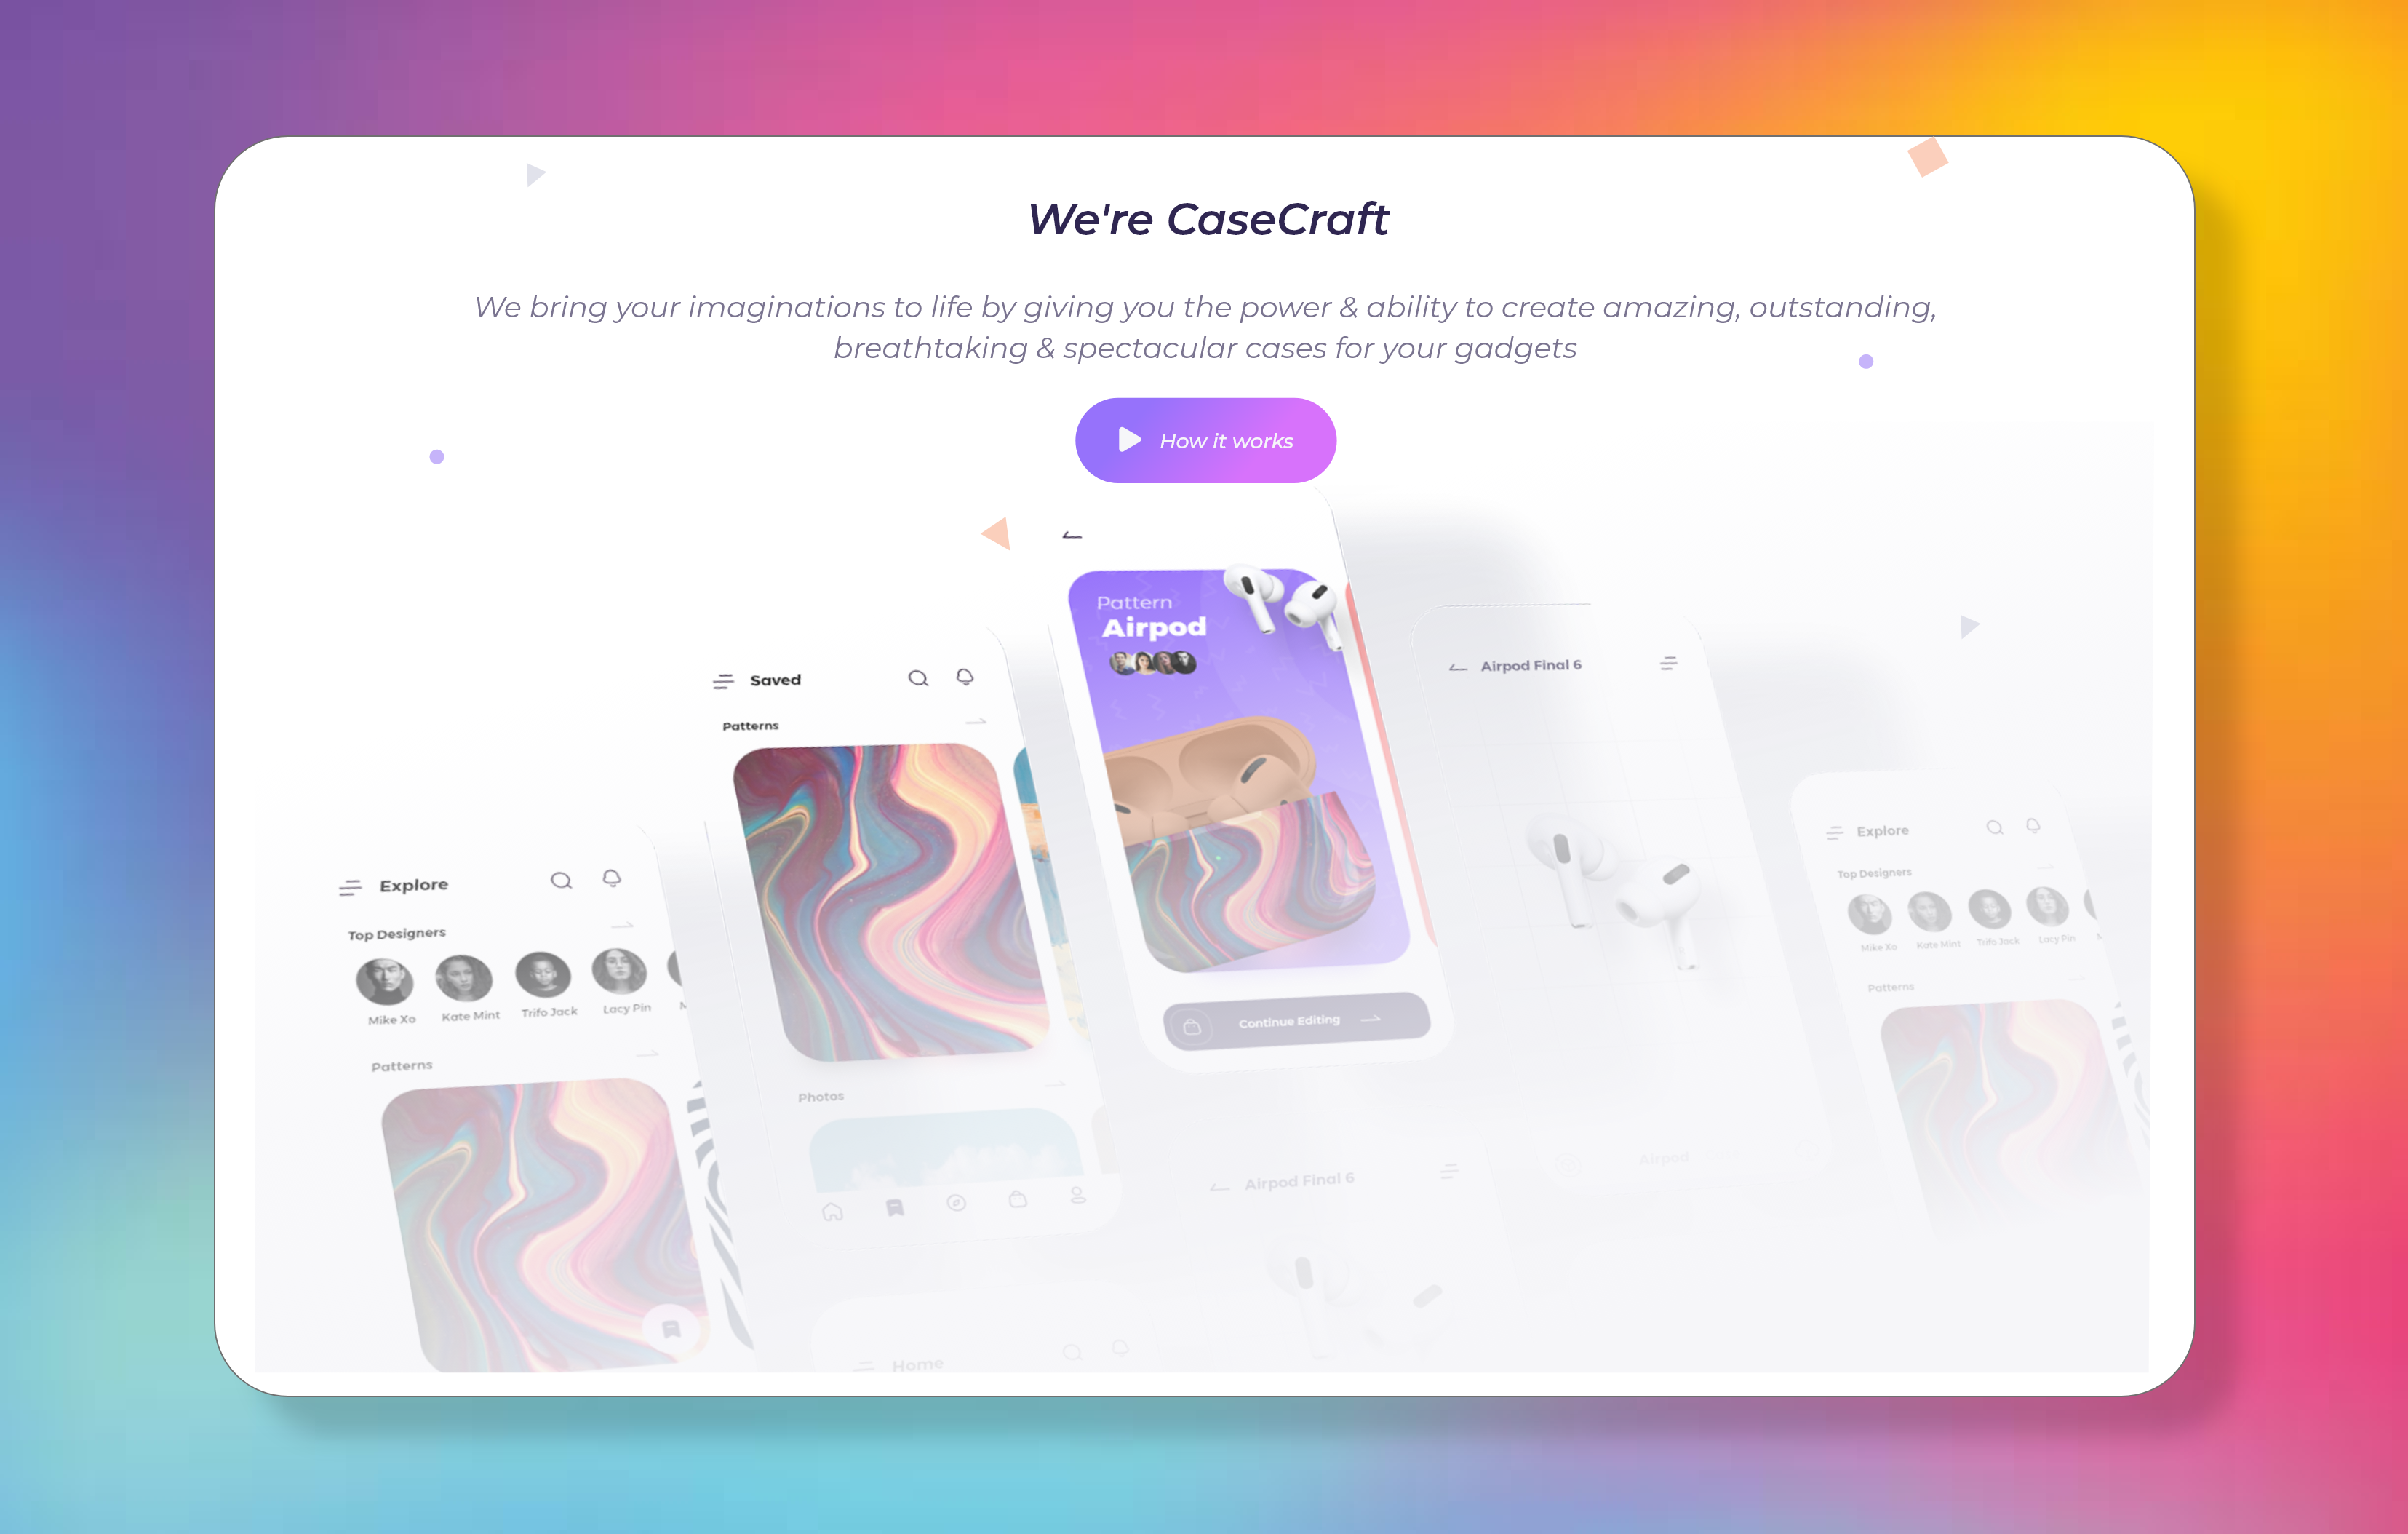 We're CaseCraft
We bring your imaginations to life by giving you the power & ability to create amazing, outstanding,
breathtaking & spectacular cases for your gadgets
How it works
Pattern
Airpod
Continue Editing
Saved
Patterns
Photos
Explore
Top Designers
Mike Xo Kate Mint Trifo Jack Lacy Pin M
Patterns
Airpod Final 6
Airpod
Explore
Top Designers
Mike Xo Kate Mint Trifo Jack Lacy Pin
Patterns
Airpod Final 6
Home